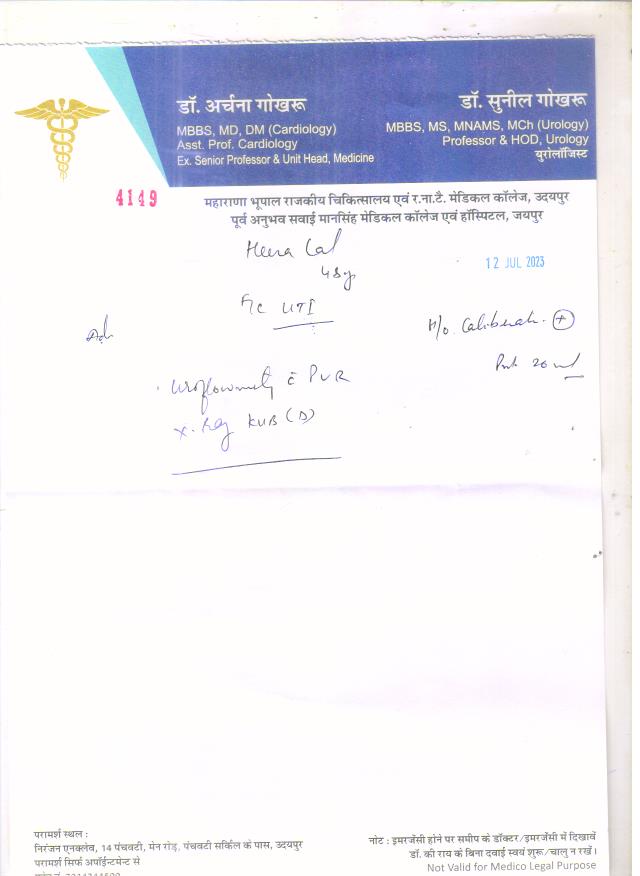 डॉ. अर्चना गोखरू
MBBS, MD, DM (Cardiology)
Asst. Prof. Cardiology
Ex. Senior Professor & Unit Head, Medicine
डॉ. सुनील गोखरू
MBBS, MS, MNAMS, MCh (Urology)
Professor & HOD, Urology
यूरोलॉजिस्ट
4149
महाराणा भूपाल राजकीय चिकित्सालय एवं र.ना.टै. मेडिकल कॉलेज, उदयपुर
पूर्व अनुभव सवाई मानसिंह मेडिकल कॉलेज एवं हॉस्पिटल, जयपुर
Heera Lal
12 JUL 2023
48y
UTI
H/o Caliberat. +
20 ml
Uroflowmetry c̄ PVR
X-Ray KUB (D)
परामर्श स्थल :
निरंजन एनक्लेव, 14 पंचवटी, मेन रोड़, पंचवटी सर्किल के पास, उदयपुर
परामर्श सिर्फ अपॉईन्टमेन्ट से
नोट : इमरजेंसी होने पर समीप के डॉक्टर/इमरजेंसी में दिखावें
डॉ. की राय के बिना दवाई स्वयं शुरू/चालु न रखें।
Not Valid for Medico Legal Purpose